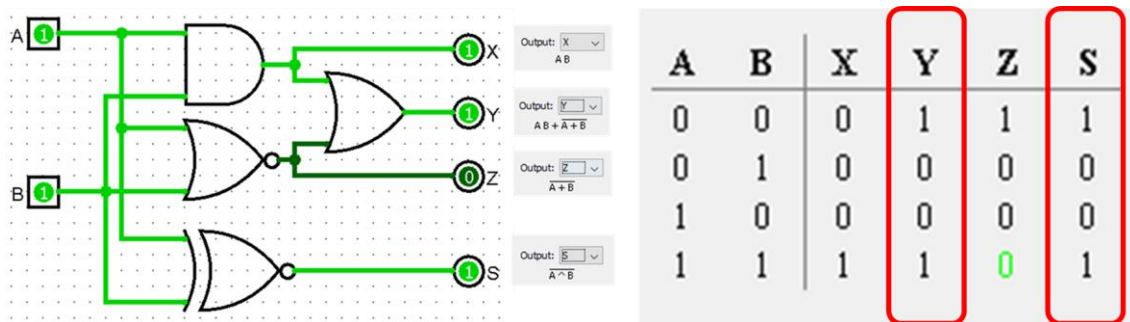 A 1
1 X
Output: X
A B
1 Y
Output: Y
A B + A + B
0 Z
Output: Z
A + B
B 1
1 S
Output: S
A ^ B
A B X Y Z S
0 0 0 1 1 1
0 1 0 0 0 0
1 0 0 0 0 0
1 1 1 1 0 1